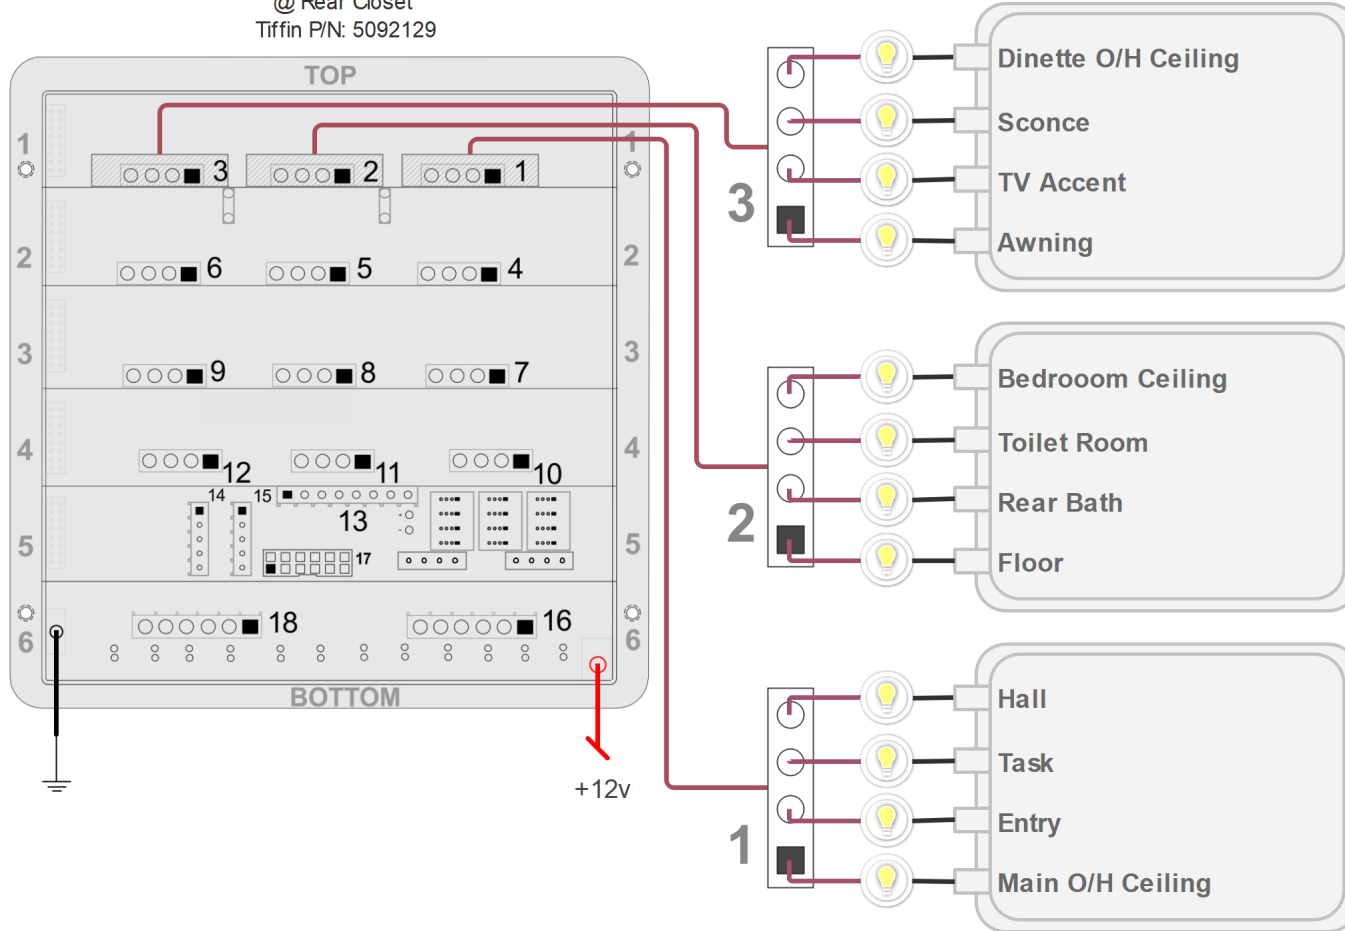 @ Rear Closet
Tiffin P/N: 5092129
TOP
1
1
3
2
1
2
2
6
5
4
3
3
9
8
7
4
4
12
11
10
14
15
13
17
5
5
18
16
6
6
BOTTOM
+12v
3
Dinette O/H Ceiling
Sconce
TV Accent
Awning
2
Bedrooom Ceiling
Toilet Room
Rear Bath
Floor
1
Hall
Task
Entry
Main O/H Ceiling